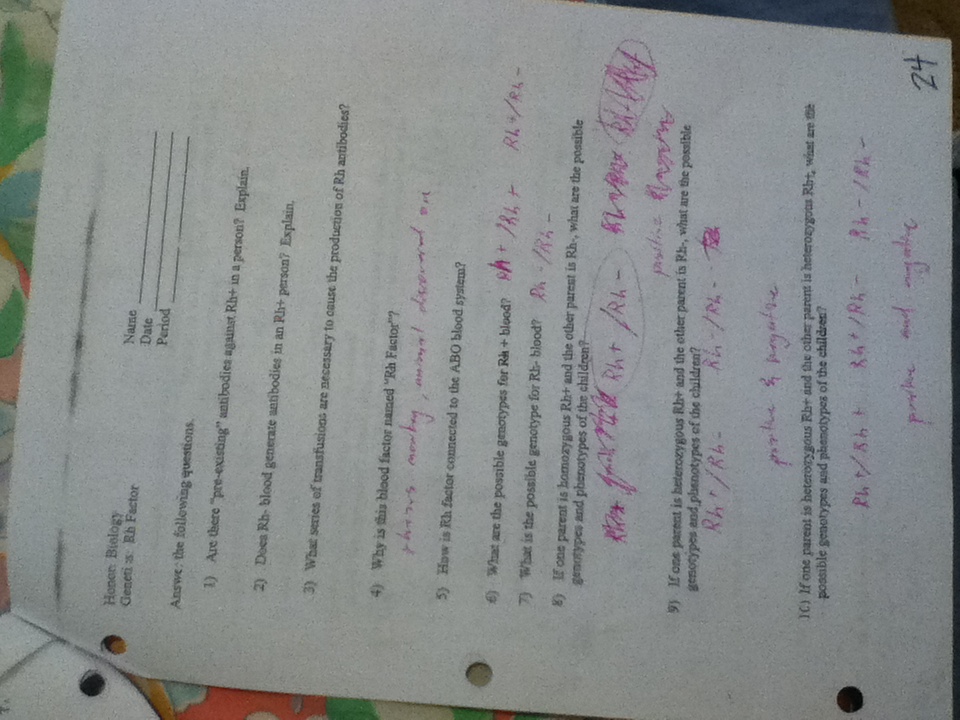 Honors Biology
Genetics: Rh Factor
Name
Date
Period
Answer the following questions.
1) Are there "pre-existing" antibodies against Rh+ in a person? Explain.
2) Does Rh- blood generate antibodies in an Rh+ person? Explain.
3) What series of transfusions are necessary to cause the production of Rh antibodies?
4) Why is this blood factor named "Rh Factor"?
monkey, animal discovered on
5) How is Rh factor connected to the ABO blood system?
6) What are the possible genotypes for Rh + blood? Rh + / Rh + Rh+/Rh-
7) What is the possible genotype for Rh- blood? Rh - / Rh -
8) If one parent is homozygous Rh+ and the other parent is Rh-, what are the possible
genotypes and phenotypes of the children?
Rh+ / Rh -
positive
9) If one parent is heterozygous Rh+ and the other parent is Rh-, what are the possible
genotypes and phenotypes of the children?
Rh+/Rh- Rh-/Rh-
positive & negative
10) If one parent is heterozygous Rh+ and the other parent is heterozygous Rh+, what are the
possible genotypes and phenotypes of the children?
Rh+/Rh+ Rh+/Rh- Rh-/Rh-
positive and negative
24